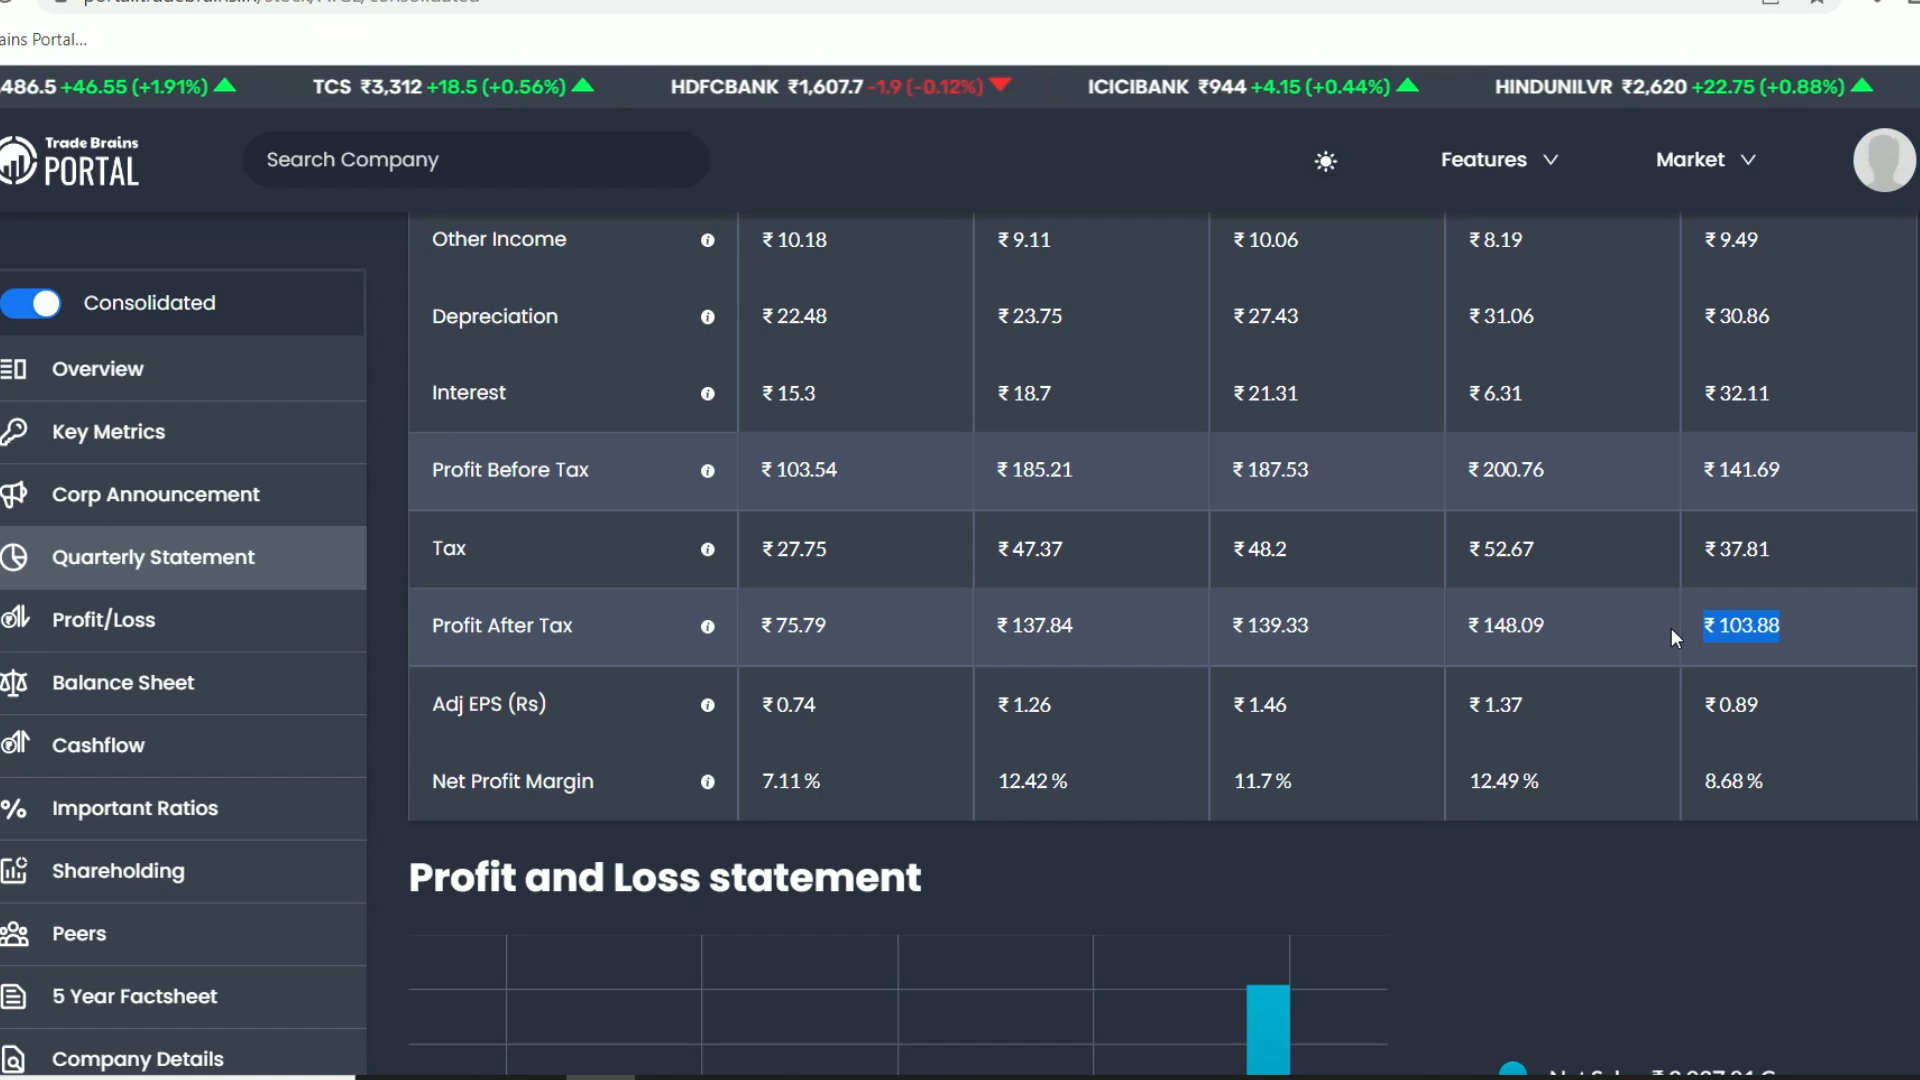 ains Portal...
486.5 +46.55 (+1.91%) TCS ₹3,312 +18.5 (+0.56%) HDFCBANK ₹1,607.7 -1.9 (-0.12%) ICICIBANK ₹944 +4.15 (+0.44%) HINDUNILVR ₹2,620 +22.75 (+0.88%)
Trade Brains
PORTAL
Search Company
Features
Market
Consolidated
Overview
Key Metrics
Corp Announcement
Quarterly Statement
Profit/Loss
Balance Sheet
Cashflow
Important Ratios
Shareholding
Peers
5 Year Factsheet
Company Details
Other Income ₹ 10.18 ₹ 9.11 ₹ 10.06 ₹ 8.19 ₹ 9.49
Depreciation ₹ 22.48 ₹ 23.75 ₹ 27.43 ₹ 31.06 ₹ 30.86
Interest ₹ 15.3 ₹ 18.7 ₹ 21.31 ₹ 6.31 ₹ 32.11
Profit Before Tax ₹ 103.54 ₹ 185.21 ₹ 187.53 ₹ 200.76 ₹ 141.69
Tax ₹ 27.75 ₹ 47.37 ₹ 48.2 ₹ 52.67 ₹ 37.81
Profit After Tax ₹ 75.79 ₹ 137.84 ₹ 139.33 ₹ 148.09 ₹ 103.88
Adj EPS (Rs) ₹ 0.74 ₹ 1.26 ₹ 1.46 ₹ 1.37 ₹ 0.89
Net Profit Margin 7.11 % 12.42 % 11.7 % 12.49 % 8.68 %
Profit and Loss statement